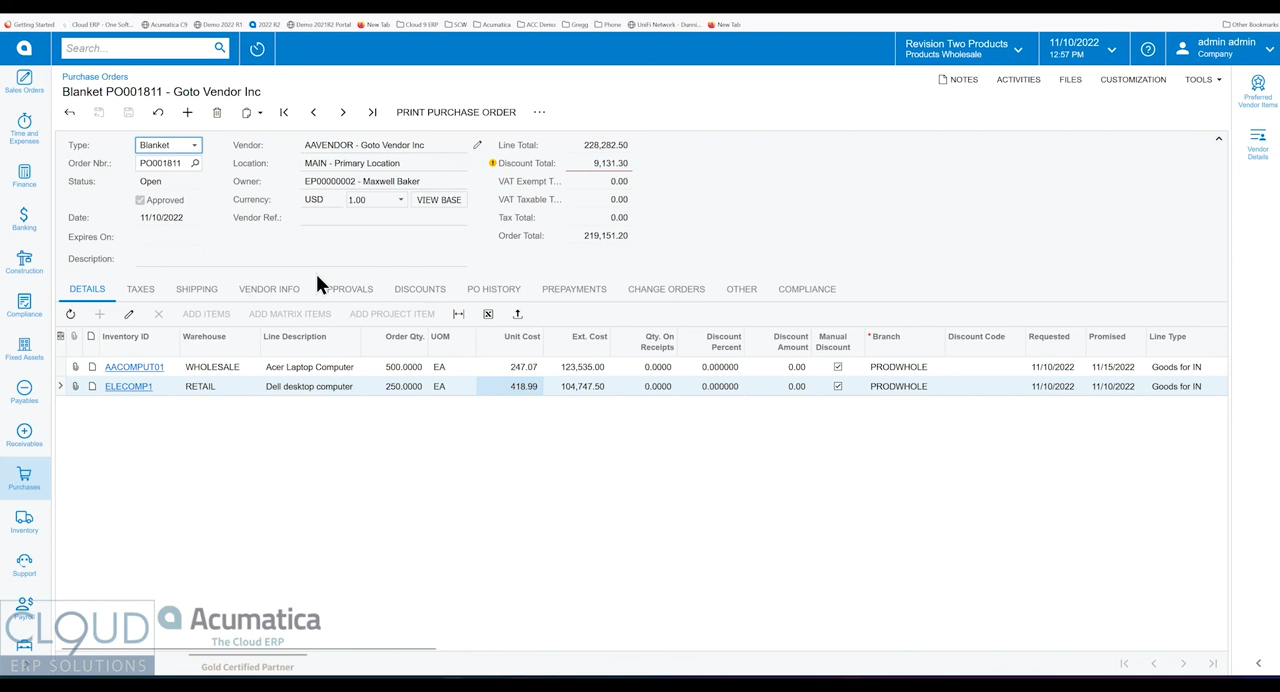 Getting Started Cloud ERP - One Soft... Acumatica C9 Demo 2022 R1 2022 R2 Demo 2021R2 Portal New Tab Cloud 9 ERP SCW Acumatica ACC Demo Gregg Phone UniFi Network - Dunni... New Tab Other Bookmarks
Search... Revision Two Products 11/10/2022 admin admin
Products Wholesale 12:57 PM Company
Purchase Orders
Blanket PO001811 - Goto Vendor Inc
NOTES ACTIVITIES FILES CUSTOMIZATION TOOLS
PRINT PURCHASE ORDER ...
Type: Blanket Vendor: AAVENDOR - Goto Vendor Inc Line Total: 228,282.50
Order Nbr.: PO001811 Location: MAIN - Primary Location Discount Total: 9,131.30
Status: Open Owner: EP00000002 - Maxwell Baker VAT Exempt T... 0.00
Approved Currency: USD 1.00 VIEW BASE VAT Taxable T... 0.00
Date: 11/10/2022 Vendor Ref.: Tax Total: 0.00
Expires On: Order Total: 219,151.20
Description:
DETAILS TAXES SHIPPING VENDOR INFO PROVALS DISCOUNTS PO HISTORY PREPAYMENTS CHANGE ORDERS OTHER COMPLIANCE
ADD ITEMS ADD MATRIX ITEMS ADD PROJECT ITEM
Inventory ID Warehouse Line Description Order Qty. UOM Unit Cost Ext. Cost Qty. On Receipts Discount Percent Discount Amount Manual Discount * Branch Discount Code Requested Promised Line Type
AACOMPUT01 WHOLESALE Acer Laptop Computer 500.0000 EA 247.07 123,535.00 0.0000 0.000000 0.00 PRODWHOLE 11/10/2022 11/15/2022 Goods for IN
ELECOMP1 RETAIL Dell desktop computer 250.0000 EA 418.99 104,747.50 0.0000 0.000000 0.00 PRODWHOLE 11/10/2022 11/10/2022 Goods for IN
Sales Orders
Time and
Expenses
Finance
Banking
Construction
Compliance
Fixed Assets
Payables
Receivables
Purchases
Inventory
Support
Preferred
Vendor Items
Vendor
Details
CLOUD
ERP SOLUTIONS
Acumatica
The Cloud ERP
Gold Certified Partner